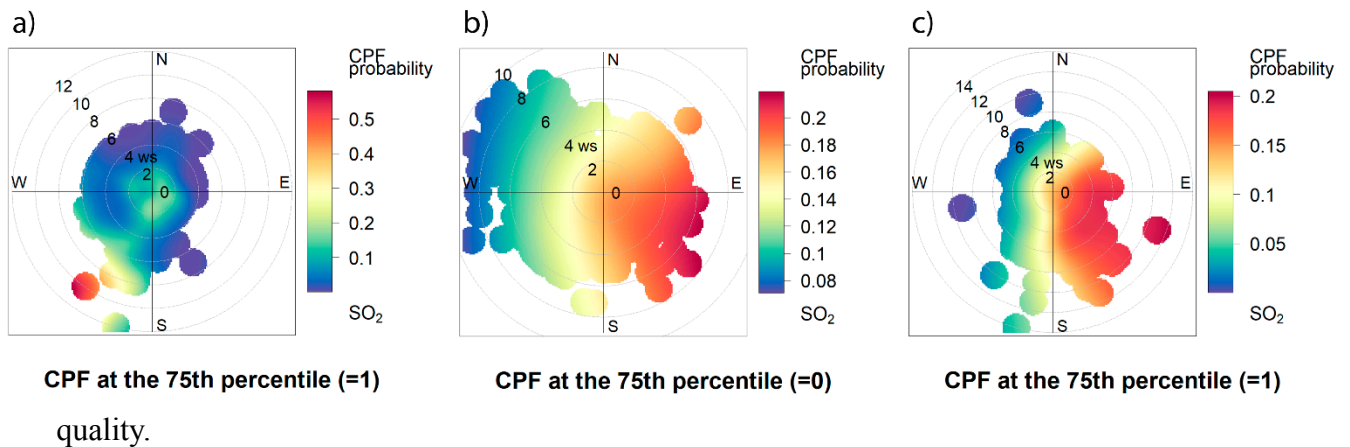 a)
N
W
E
S
12
10
8
6
4 ws
2
0
CPF
probability
0.5
0.4
0.3
0.2
0.1
SO₂
CPF at the 75th percentile (=1)
b)
N
W
E
S
10
8
6
4 ws
2
0
CPF
probability
0.2
0.18
0.16
0.14
0.12
0.1
0.08
SO₂
CPF at the 75th percentile (=0)
c)
N
W
E
S
14
12
10
8
6
4 ws
2
0
CPF
probability
0.2
0.15
0.1
0.05
SO₂
CPF at the 75th percentile (=1)
quality.